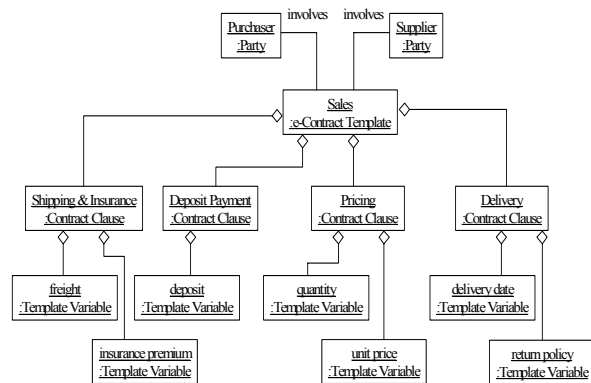 Purchaser
:Party
involves
involves
Supplier
:Party
Sales
:e-Contract Template
Shipping & Insurance
:Contract Clause
Deposit Payment
:Contract Clause
Pricing
:Contract Clause
Delivery
:Contract Clause
freight
:Template Variable
deposit
:Template Variable
quantity
:Template Variable
delivery date
:Template Variable
insurance premium
:Template Variable
unit price
:Template Variable
return policy
:Template Variable